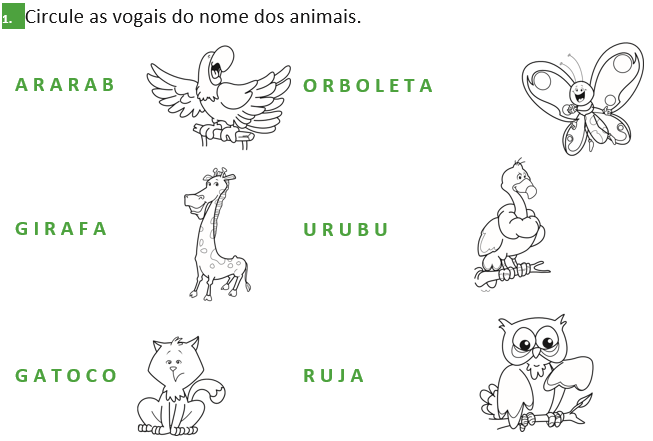 1. Circule as vogais do nome dos animais.
A R A R A B
O R B O L E T A
G I R A F A
U R U B U
G A T O C O
R U J A